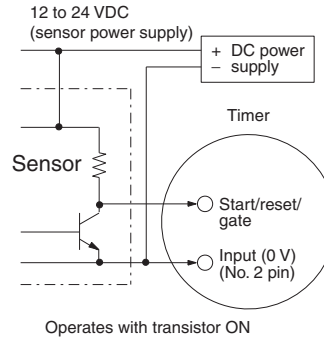 12 to 24 VDC
(sensor power supply)
+ DC power
− supply
Timer
Sensor
Start/reset/
gate
Input (0 V)
(No. 2 pin)
Operates with transistor ON